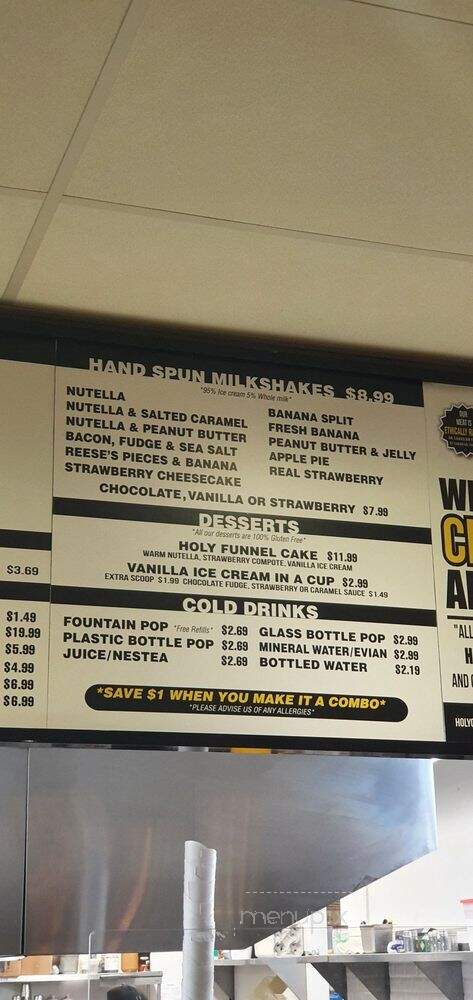 HAND SPUN MILKSHAKES $8.99
*95% Ice cream 5% Whole milk*
NUTELLA
NUTELLA & SALTED CARAMEL
NUTELLA & PEANUT BUTTER
BACON, FUDGE & SEA SALT
REESE'S PIECES & BANANA
STRAWBERRY CHEESECAKE
BANANA SPLIT
FRESH BANANA
PEANUT BUTTER & JELLY
APPLE PIE
REAL STRAWBERRY
CHOCOLATE, VANILLA OR STRAWBERRY $7.99
DESSERTS
*All our desserts are 100% Gluten Free*
HOLY FUNNEL CAKE $11.99
WARM NUTELLA, STRAWBERRY COMPOTE, VANILLA ICE CREAM
VANILLA ICE CREAM IN A CUP $2.99
EXTRA SCOOP $1.99 CHOCOLATE FUDGE, STRAWBERRY OR CARAMEL SAUCE $1.49
COLD DRINKS
FOUNTAIN POP *Free Refills* $2.69
PLASTIC BOTTLE POP $2.69
JUICE/NESTEA $2.69
GLASS BOTTLE POP $2.99
MINERAL WATER/EVIAN $2.99
BOTTLED WATER $2.19
*SAVE $1 WHEN YOU MAKE IT A COMBO*
*PLEASE ADVISE US OF ANY ALLERGIES*
$3.69
$1.49
$19.99
$5.99
$4.99
$6.99
$6.99
OUR
MEAT IS
ETHICALLY
"ALL
AND
menupix